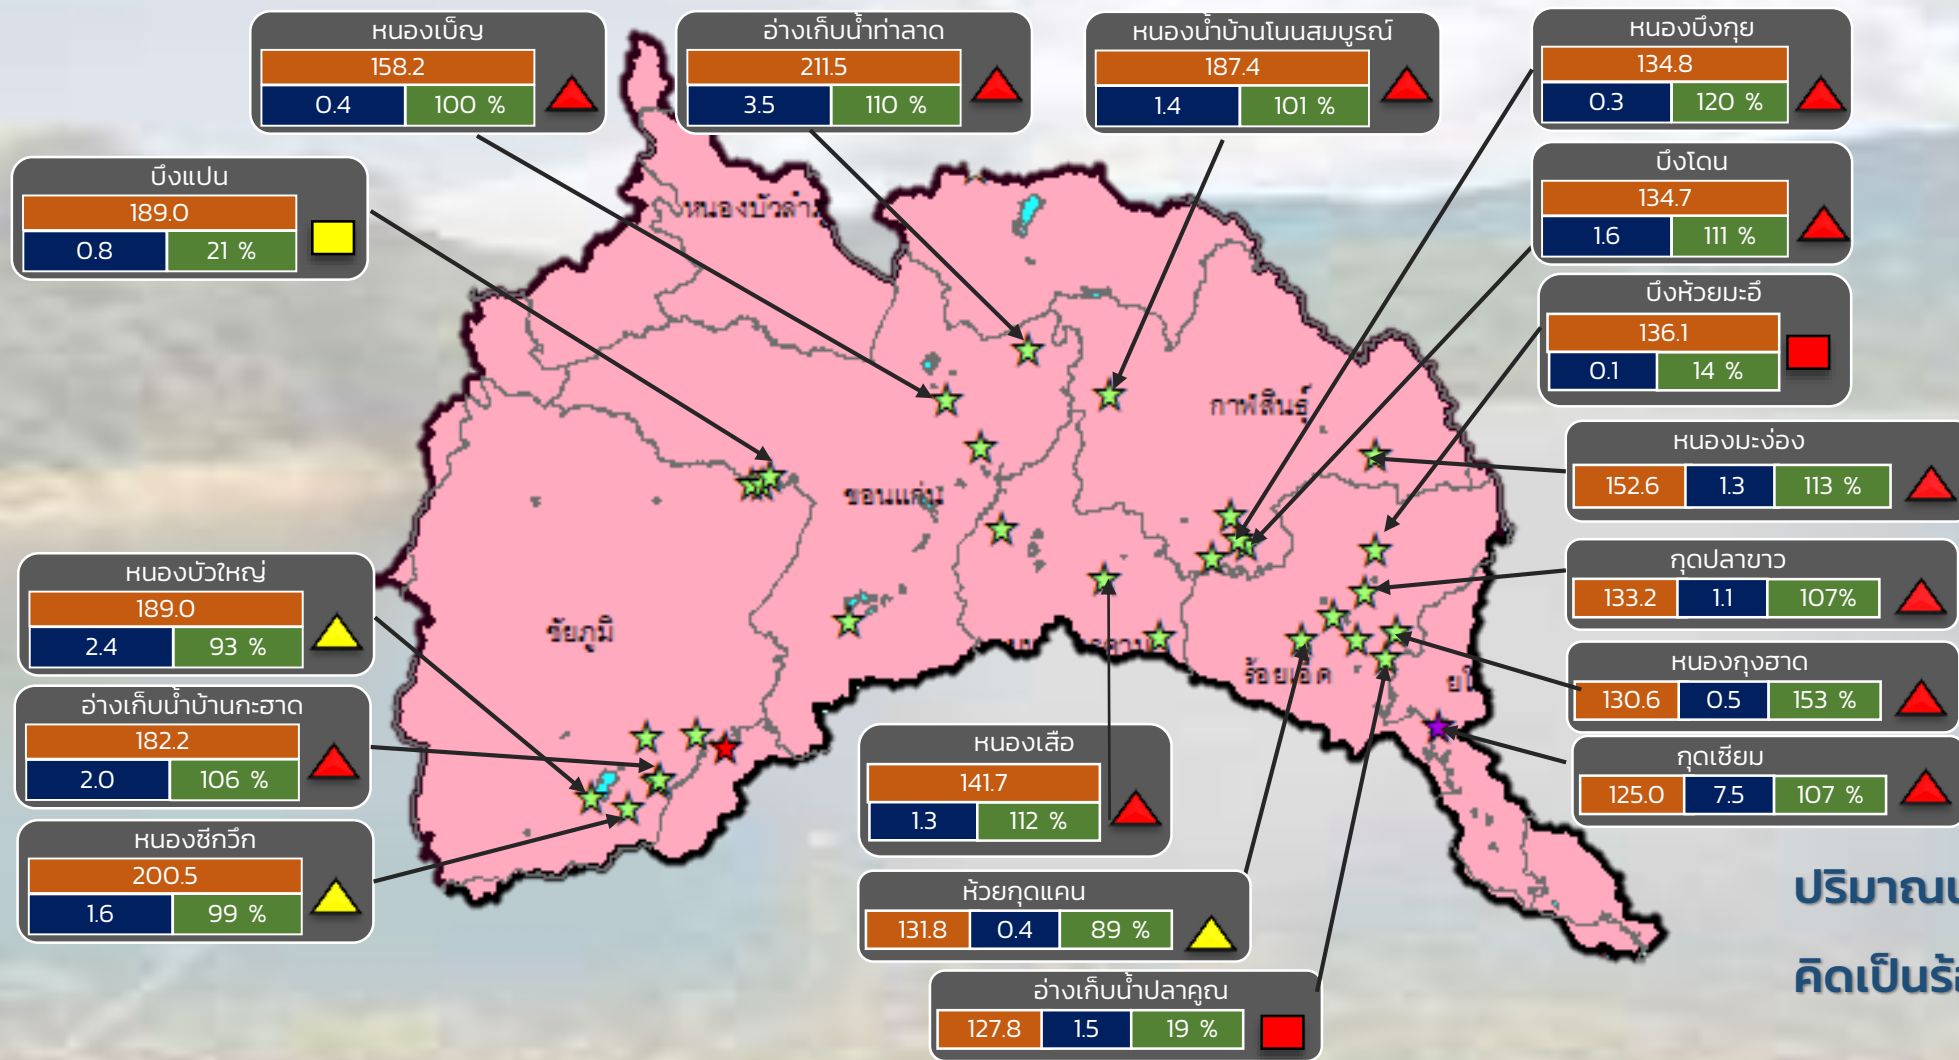 หนองเบ็ญ
158.2
0.4 100 %
อ่างเก็บน้ำท่าลาด
211.5
3.5 110 %
หนองน้ำบ้านโนนสมบูรณ์
187.4
1.4 101 %
หนองบึงกุย
134.8
0.3 120 %
บึงแปน
189.0
0.8 21 %
บึงโดน
134.7
1.6 111 %
บึงห้วยมะอึ
136.1
0.1 14 %
หนองบัวลำ
กาฬสินธุ์
ขอนแก่น
ชัยภูมิ
ร้อยเอ็ด
หนองมะง่อง
152.6 1.3 113 %
กุดปลาขาว
133.2 1.1 107%
หนองกุงฮาด
130.6 0.5 153 %
กุดเชียม
125.0 7.5 107 %
หนองบัวใหญ่
189.0
2.4 93 %
อ่างเก็บน้ำบ้านกะฮาด
182.2
2.0 106 %
หนองซีกวึก
200.5
1.6 99 %
หนองเสือ
141.7
1.3 112 %
ห้วยกุดแคน
131.8 0.4 89 %
อ่างเก็บน้ำปลาคูณ
127.8 1.5 19 %
ปริมาณ
คิดเป็น